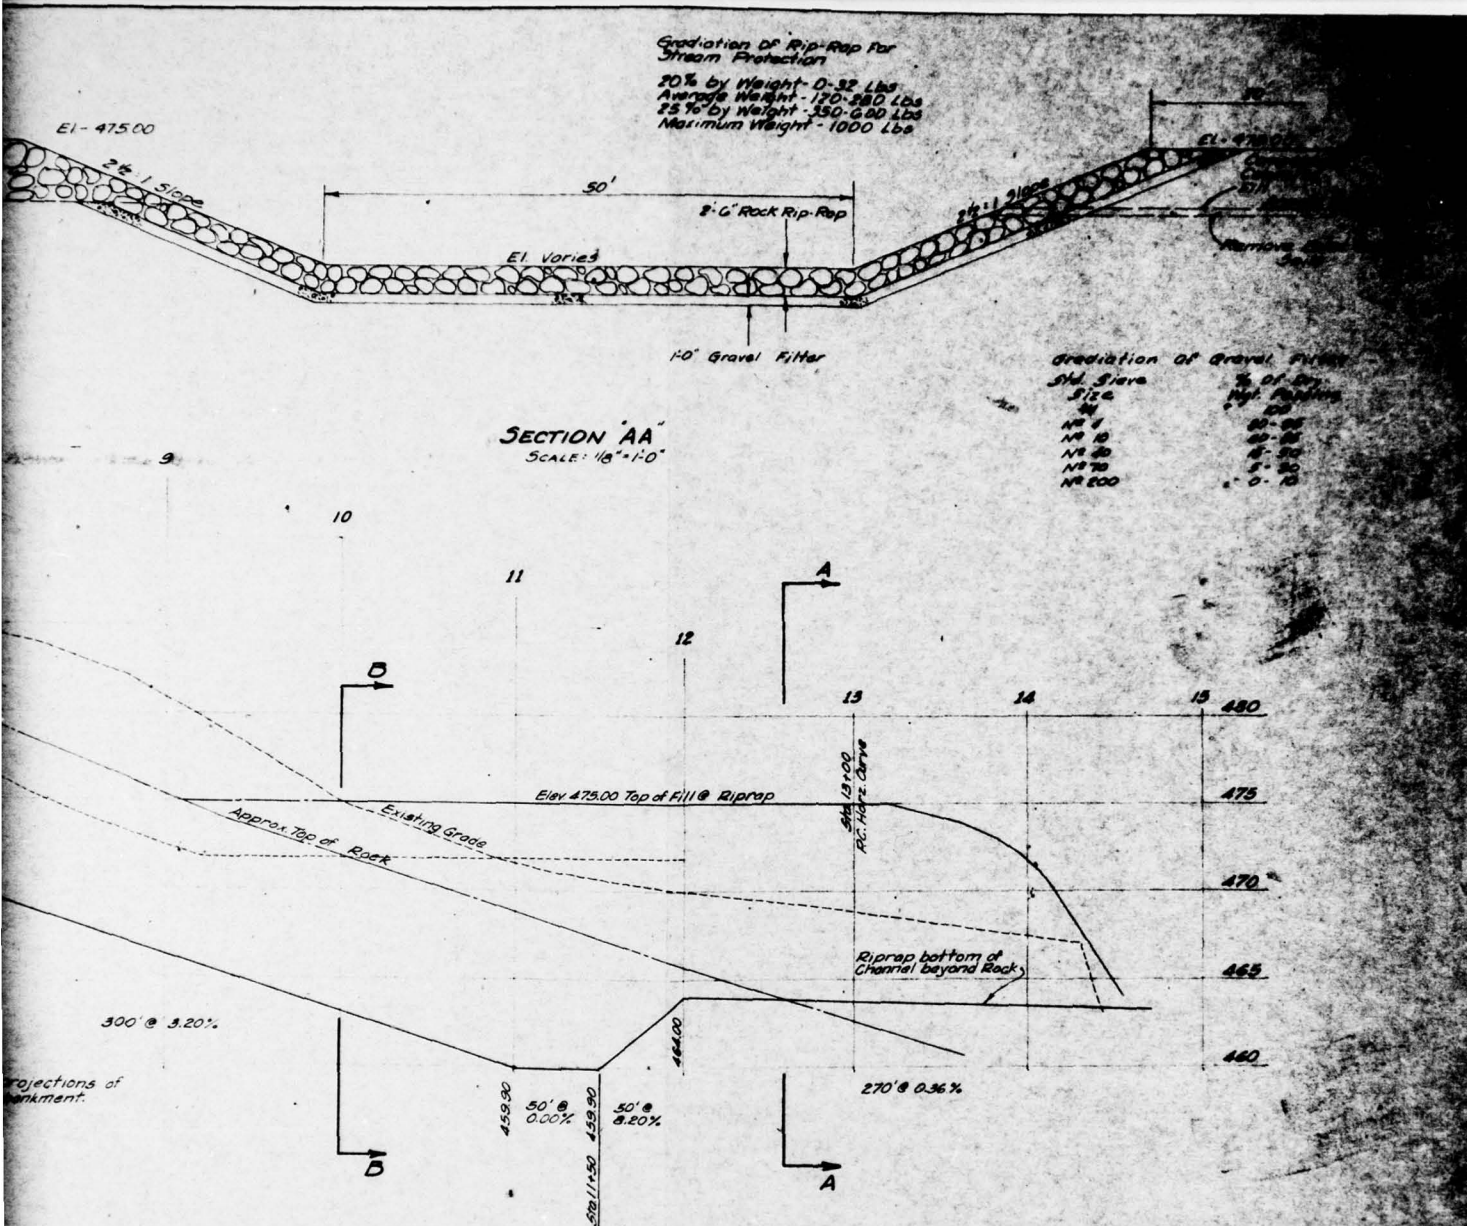 Gradiation Of Rip-Rap For
Stream Protection
20% by Weight - 0-32 Lbs
Average Weight - 170-280 Lbs
25% by Weight - 350-600 Lbs
Maximum Weight - 1000 Lbs
El - 475.00
2½ : 1 Slope
50'
2'-6" Rock Rip-Rap
El. Varies
2½ : 1 Slope
El - 475.00
Remove
1'-0" Gravel Filter
SECTION "AA"
SCALE: 1/8" = 1'-0"
Gradiation Of Gravel Filter
Std. Sieve
Size
% Of Dry
Wgt. Passing
Nº 4
Nº 10
Nº 40
Nº 70
Nº 200
0 - 10
9
10
11
12
13
14
15
A
B
480
475
470
465
460
Elev 475.00 Top of Fill @ Riprap
Sta. 13+00
P.C. Horz. Curve
Existing Grade
Approx. Top of Rock
Riprap bottom of
Channel beyond Rock
300' @ 3.20%
rojections of
ankment.
459.90
50' @
0.00%
Sta 11+50 459.90
50' @
8.20%
464.00
270' @ 0.36%
B
A